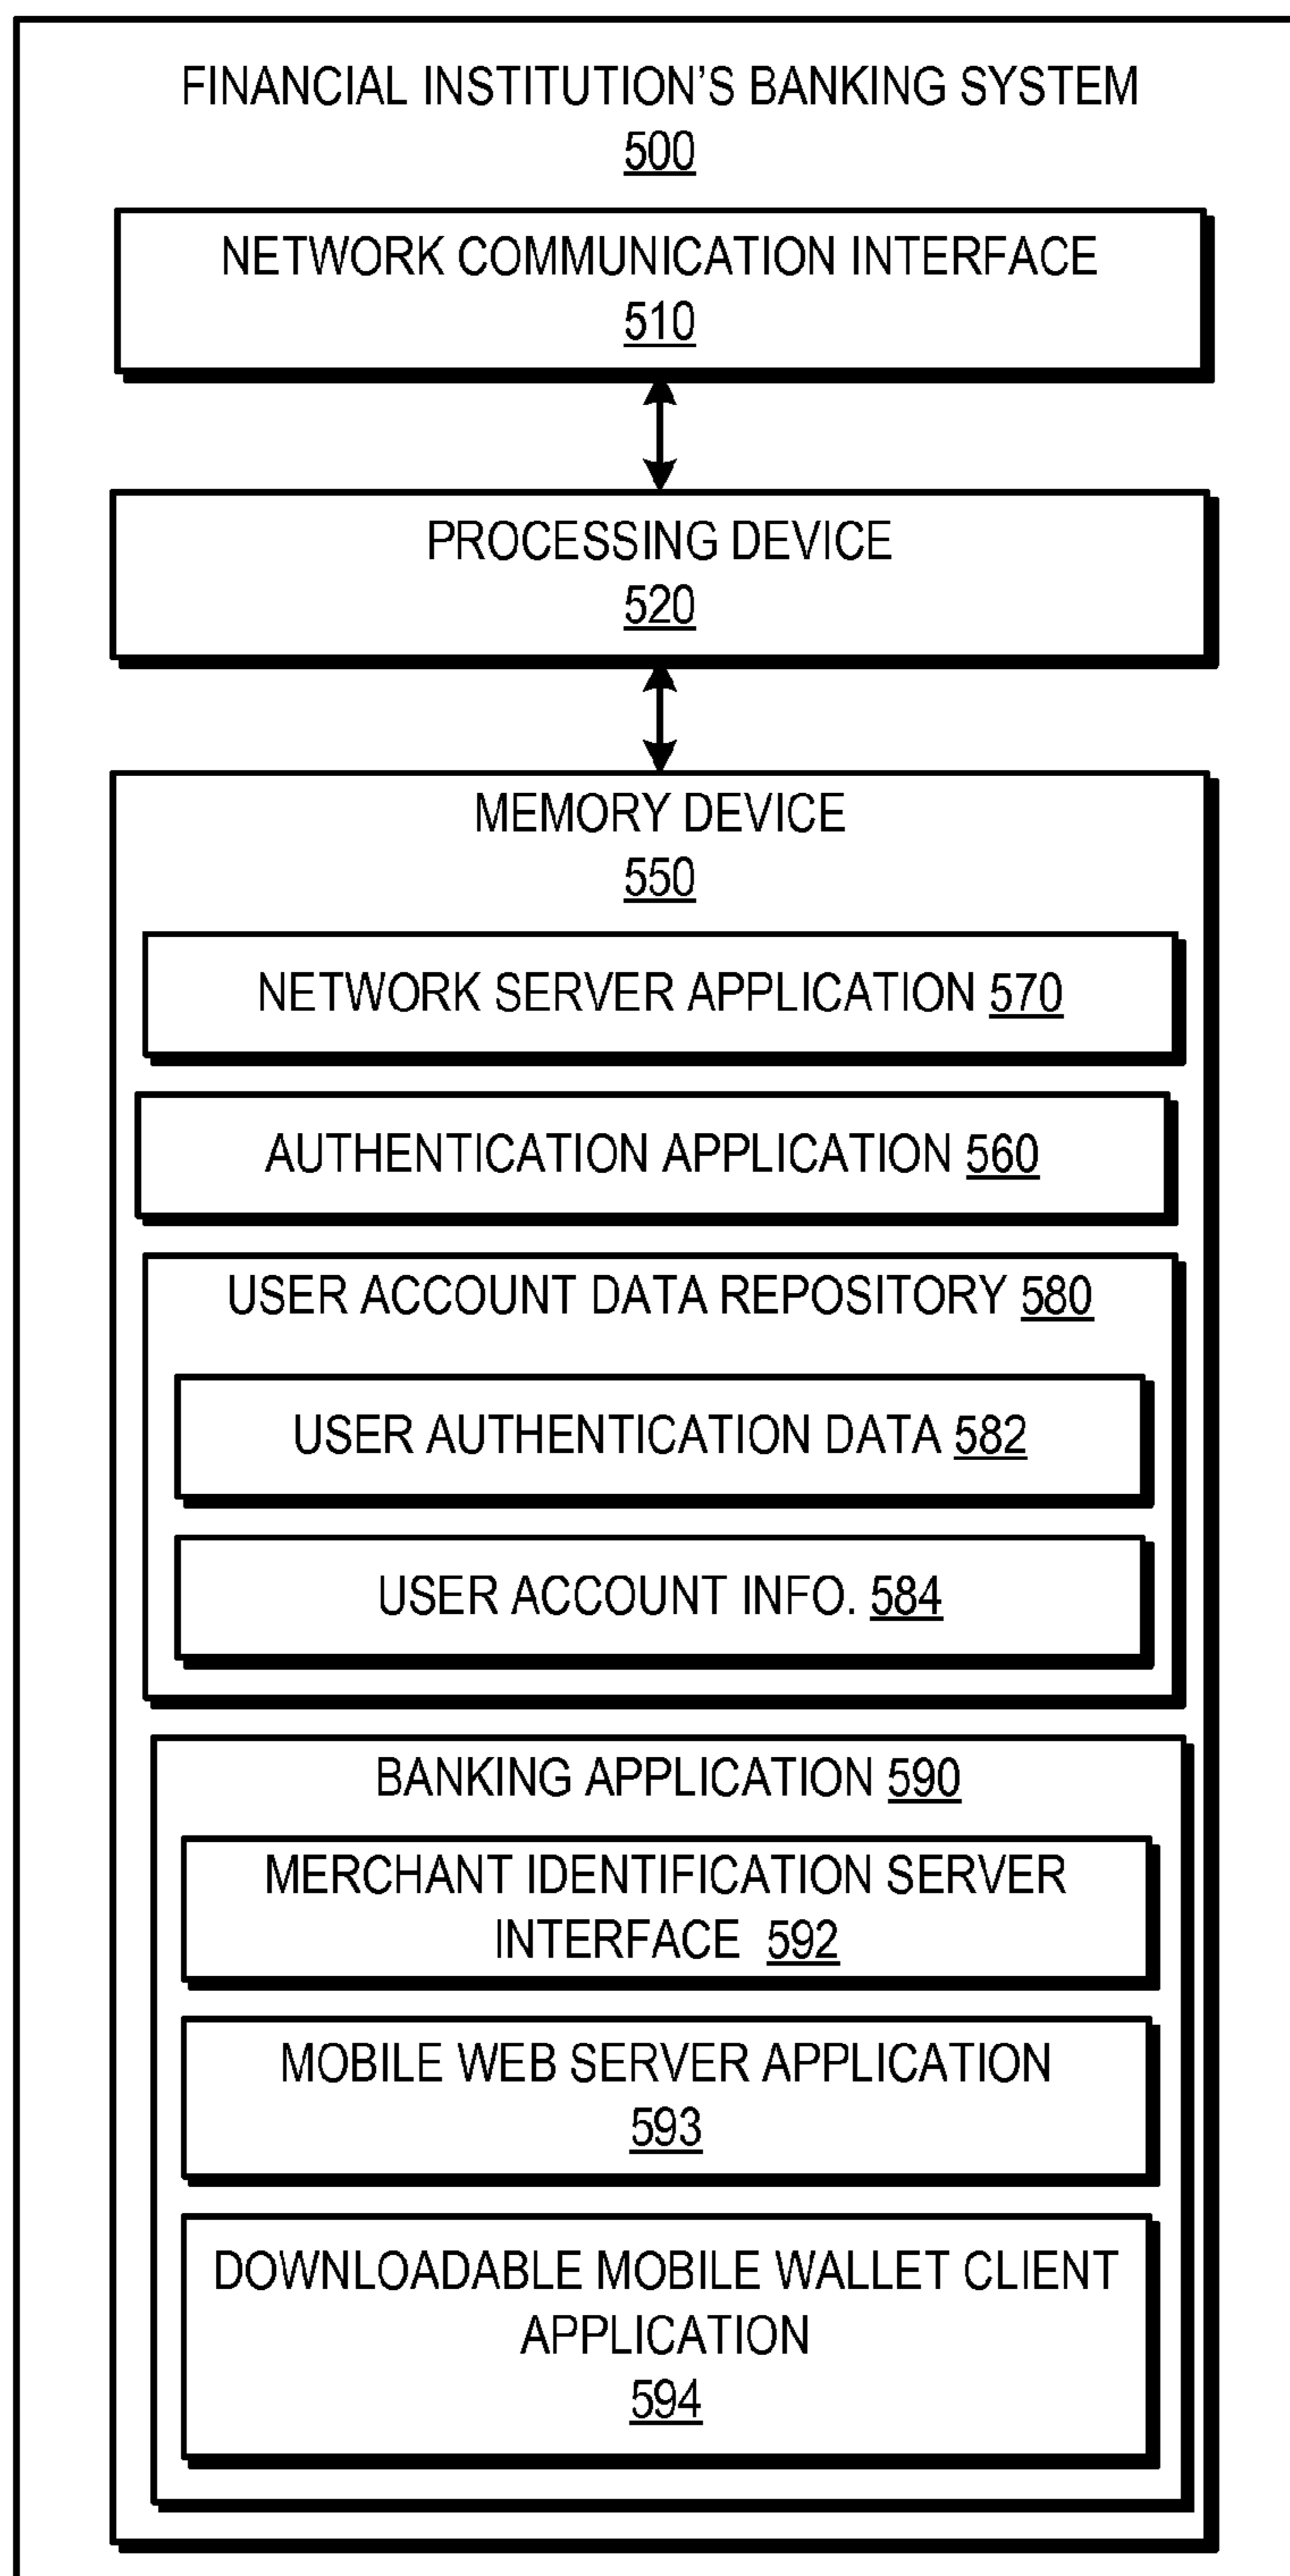 FINANCIAL INSTITUTION'S BANKING SYSTEM
500
NETWORK COMMUNICATION INTERFACE
510
PROCESSING DEVICE
520
MEMORY DEVICE
550
NETWORK SERVER APPLICATION 570
AUTHENTICATION APPLICATION 560
USER ACCOUNT DATA REPOSITORY 580
USER AUTHENTICATION DATA 582
USER ACCOUNT INFO. 584
BANKING APPLICATION 590
MERCHANT IDENTIFICATION SERVER
INTERFACE 592
MOBILE WEB SERVER APPLICATION
593
DOWNLOADABLE MOBILE WALLET CLIENT
APPLICATION
594